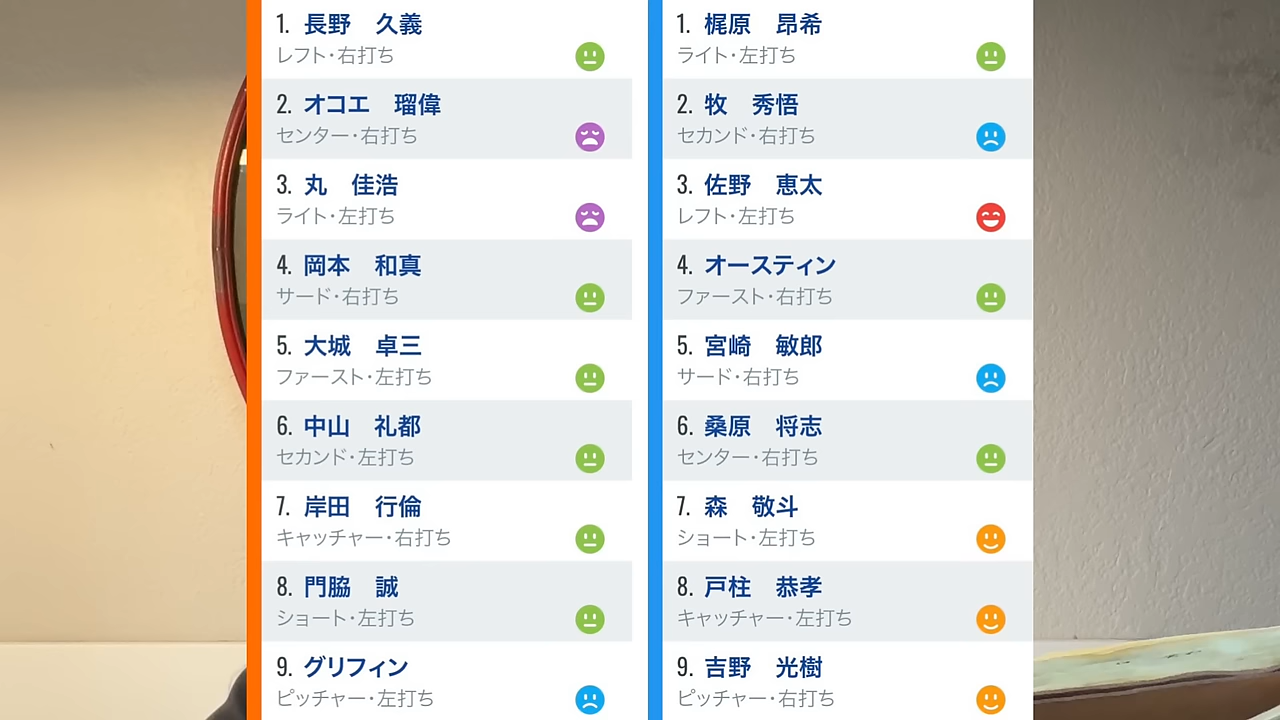 1. 長野　久義
レフト・右打ち
2. オコエ　瑠偉
センター・右打ち
3. 丸　佳浩
ライト・左打ち
4. 岡本　和真
サード・右打ち
5. 大城　卓三
ファースト・左打ち
6. 中山　礼都
セカンド・左打ち
7. 岸田　行倫
キャッチャー・右打ち
8. 門脇　誠
ショート・左打ち
9. グリフィン
ピッチャー・左打ち
1. 梶原　昂希
ライト・左打ち
2. 牧　秀悟
セカンド・右打ち
3. 佐野　恵太
レフト・左打ち
4. オースティン
ファースト・右打ち
5. 宮崎　敏郎
サード・右打ち
6. 桑原　将志
センター・右打ち
7. 森　敬斗
ショート・左打ち
8. 戸柱　恭孝
キャッチャー・左打ち
9. 吉野　光樹
ピッチャー・右打ち